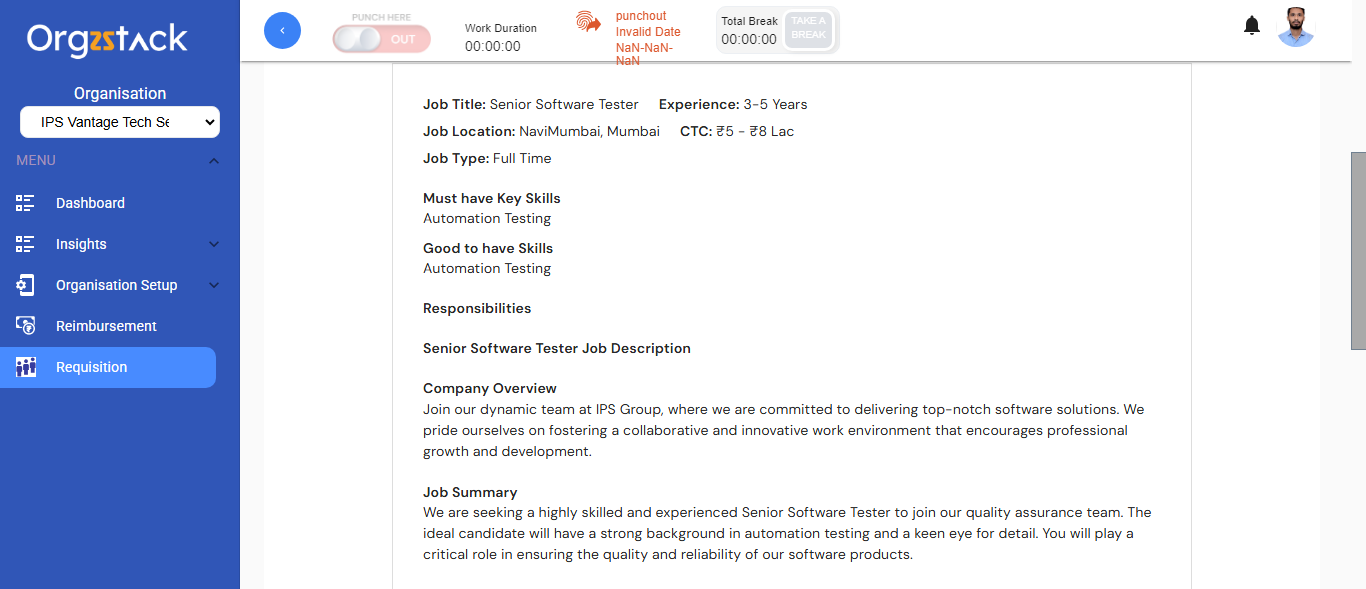 Orgzstack
Organisation
IPS Vantage Tech Se
MENU
Dashboard
Insights
Organisation Setup
Reimbursement
Requisition
‹
PUNCH HERE
OUT
Work Duration
00:00:00
punchout
Invalid Date
NaN-NaN-
NaN
Total Break
00:00:00
TAKE A
BREAK
Job Title: Senior Software Tester Experience: 3-5 Years
Job Location: NaviMumbai, Mumbai CTC: ₹5 - ₹8 Lac
Job Type: Full Time
Must have Key Skills
Automation Testing
Good to have Skills
Automation Testing
Responsibilities
Senior Software Tester Job Description
Company Overview
Join our dynamic team at IPS Group, where we are committed to delivering top-notch software solutions. We
pride ourselves on fostering a collaborative and innovative work environment that encourages professional
growth and development.
Job Summary
We are seeking a highly skilled and experienced Senior Software Tester to join our quality assurance team. The
ideal candidate will have a strong background in automation testing and a keen eye for detail. You will play a
critical role in ensuring the quality and reliability of our software products.